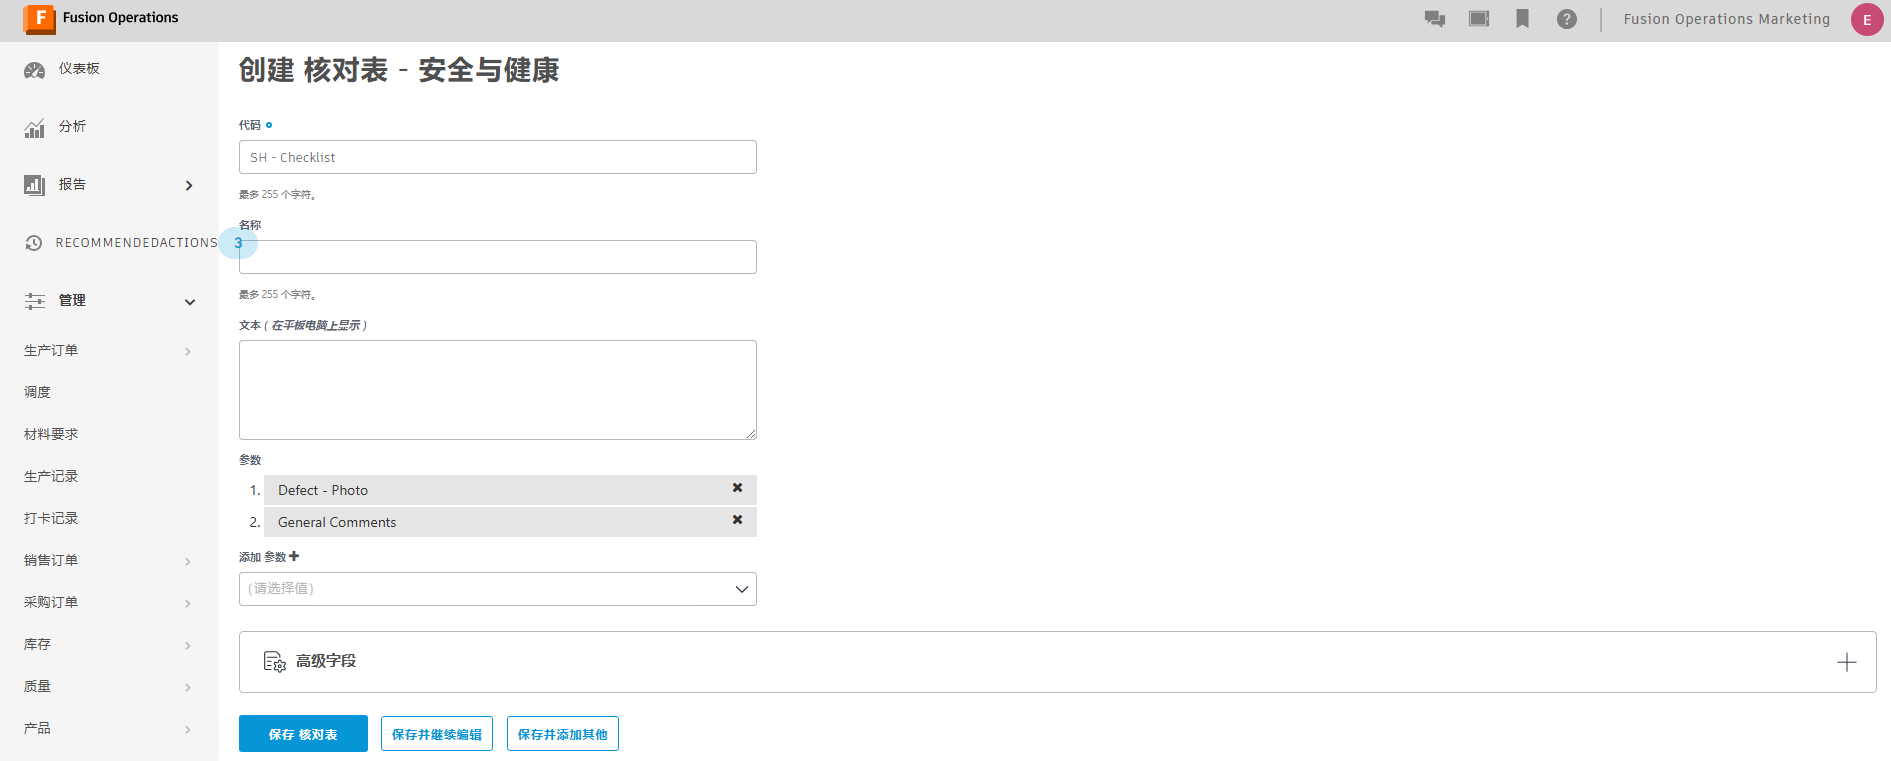 F Fusion Operations
Fusion Operations Marketing E
仪表板
分析
报告
RECOMMENDEDACTIONS 3
管理
生产订单
调度
材料要求
生产记录
打卡记录
销售订单
采购订单
库存
质量
产品
创建 核对表 - 安全与健康
代码
SH - Checklist
最多 255 个字符。
名称
最多 255 个字符。
文本 ( 在平板电脑上显示 )
参数
1. Defect - Photo
2. General Comments
添加 参数
(请选择值)
高级字段
保存 核对表 保存并继续编辑 保存并添加其他